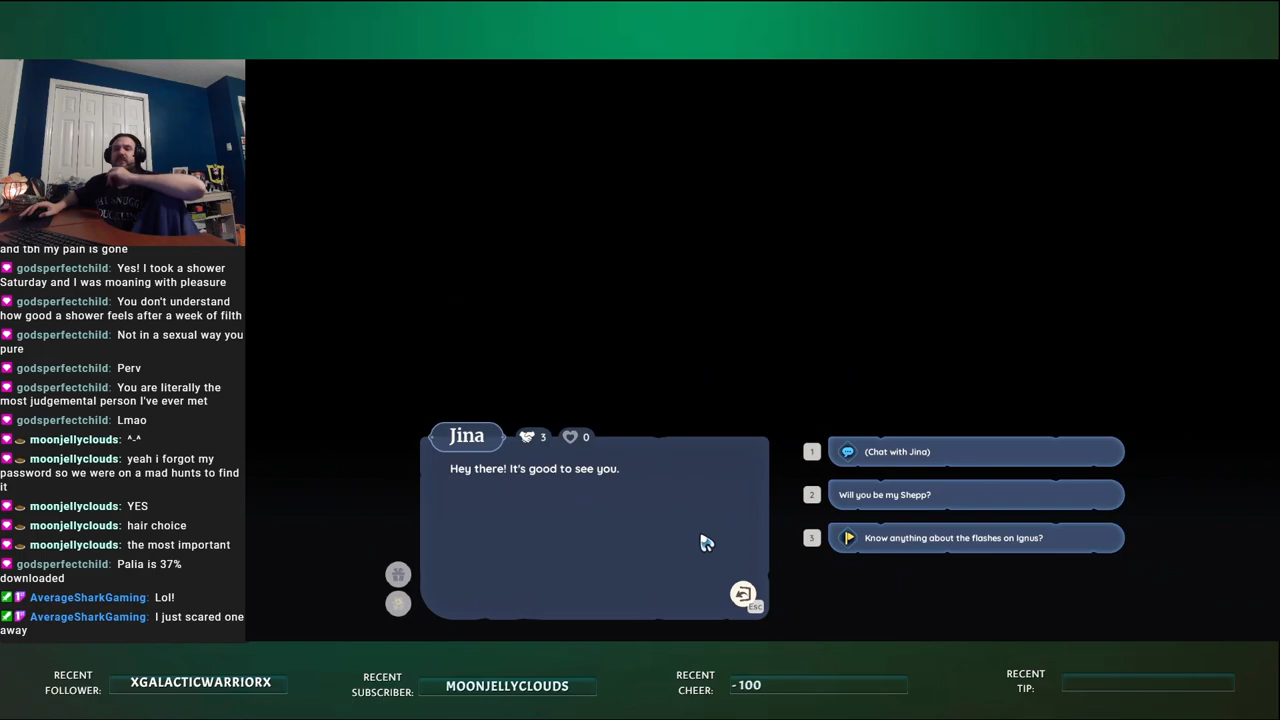 and tbh my pain is gone
godsperfectchild: Yes! I took a shower
Saturday and I was moaning with pleasure
godsperfectchild: You don't understand
how good a shower feels after a week of filth
godsperfectchild: Not in a sexual way you
pure
godsperfectchild: Perv
godsperfectchild: You are literally the
most judgemental person I've ever met
godsperfectchild: Lmao
moonjellyclouds: ^-^
moonjellyclouds: yeah i forgot my
password so we were on a mad hunts to find
it
moonjellyclouds: YES
moonjellyclouds: hair choice
moonjellyclouds: the most important
godsperfectchild: Palia is 37%
downloaded
AverageSharkGaming: Lol!
AverageSharkGaming: I just scared one
away
Jina
3
0
Hey there! It's good to see you.
Esc
1 (Chat with Jina)
2 Will you be my Shepp?
3 Know anything about the flashes on Ignus?
RECENT
FOLLOWER:
XGALACTICWARRIORX
RECENT
SUBSCRIBER:
MOONJELLYCLOUDS
RECENT
CHEER:
- 100
RECENT
TIP: